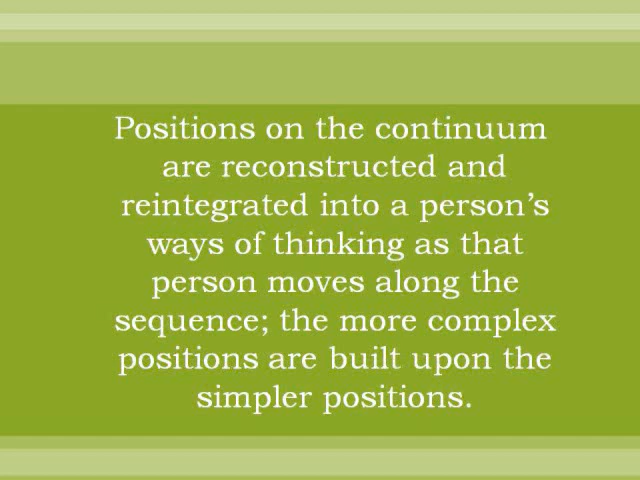 Positions on the continuum
are reconstructed and
reintegrated into a person’s
ways of thinking as that
person moves along the
sequence; the more complex
positions are built upon the
simpler positions.